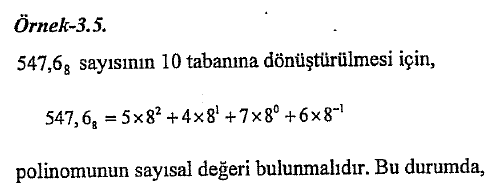 Örnek-3.5.
547,6₈ sayısının 10 tabanına dönüştürülmesi için,
547,6₈ = 5×8² + 4×8¹ + 7×8⁰ + 6×8⁻¹
polinomunun sayısal değeri bulunmalıdır. Bu durumda,